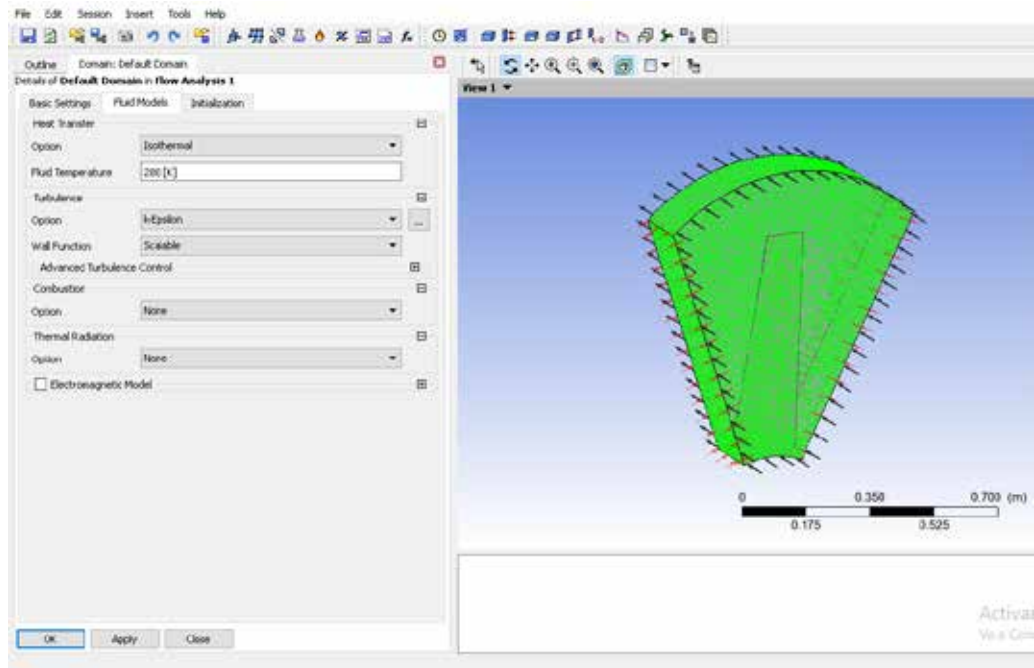 File Edit Session Insert Tools Help
Outline Domain: Default Domain
Details of Default Domain in Flow Analysis 1
Basic Settings Fluid Models Initialization
Heat Transfer
Option Isothermal
Fluid Temperature 280 [K]
Turbulence
Option k-Epsilon
Wall Function Scalable
Advanced Turbulence Control
Combustion
Option None
Thermal Radiation
Option None
Electromagnetic Model
OK Apply Close
View 1
0 0.350 0.700 (m)
0.175 0.525